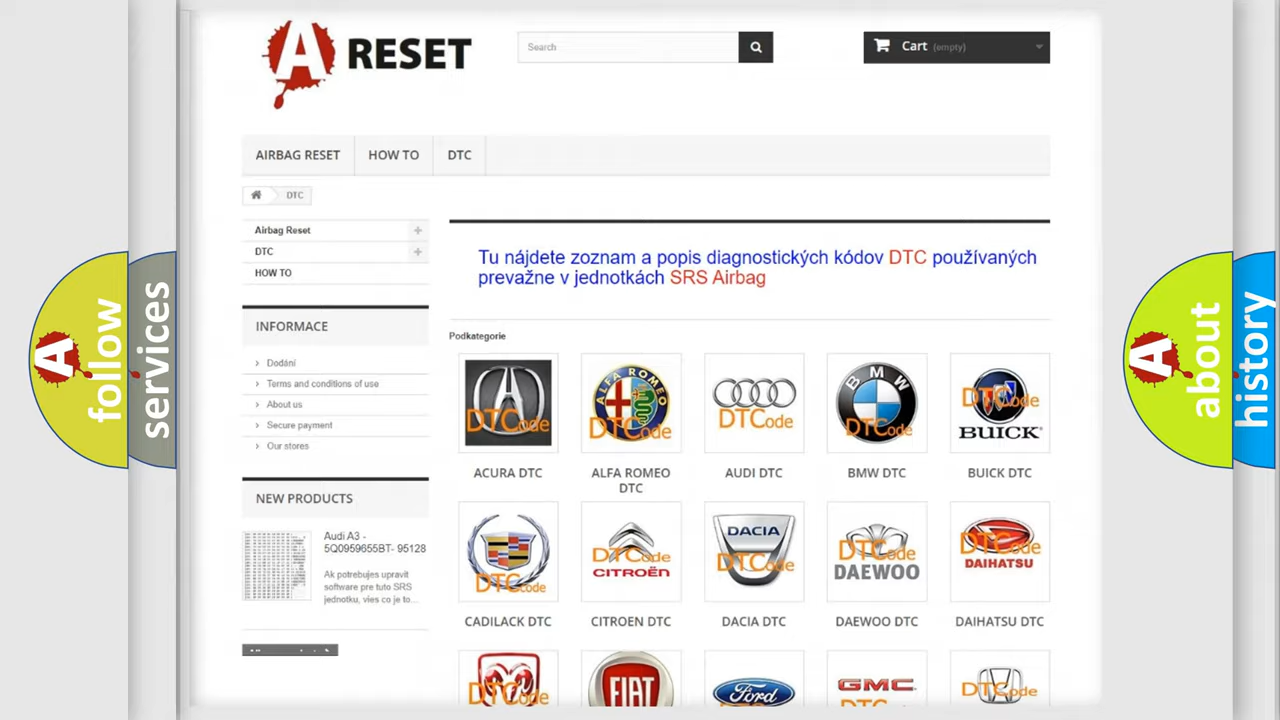 A RESET
Search
Cart (empty)
AIRBAG RESET
HOW TO
DTC
DTC
Airbag Reset
DTC
HOW TO
INFORMACE
Dodání
Terms and conditions of use
About us
Secure payment
Our stores
NEW PRODUCTS
Audi A3 -
5Q0959655BT- 95128
Ak potrebujes upravit
software pre tuto SRS
jednotku, vies co je to...
Tu nájdete zoznam a popis diagnostických kódov DTC používaných
prevažne v jednotkách SRS Airbag
Podkategorie
DTCode
ALFA ROMEO
DTCode
DTCode
BMW
DTCode
DTCode
BUICK
ACURA DTC
ALFA ROMEO
DTC
AUDI DTC
BMW DTC
BUICK DTC
DTCode
DTCode
CITROËN
DACIA
DTCode
DTCode
DAEWOO
DTCode
DAIHATSU
CADILACK DTC
CITROEN DTC
DACIA DTC
DAEWOO DTC
DAIHATSU DTC
DTCode
FIAT
Ford
GMC
DTCode
A follow
services
A about
history